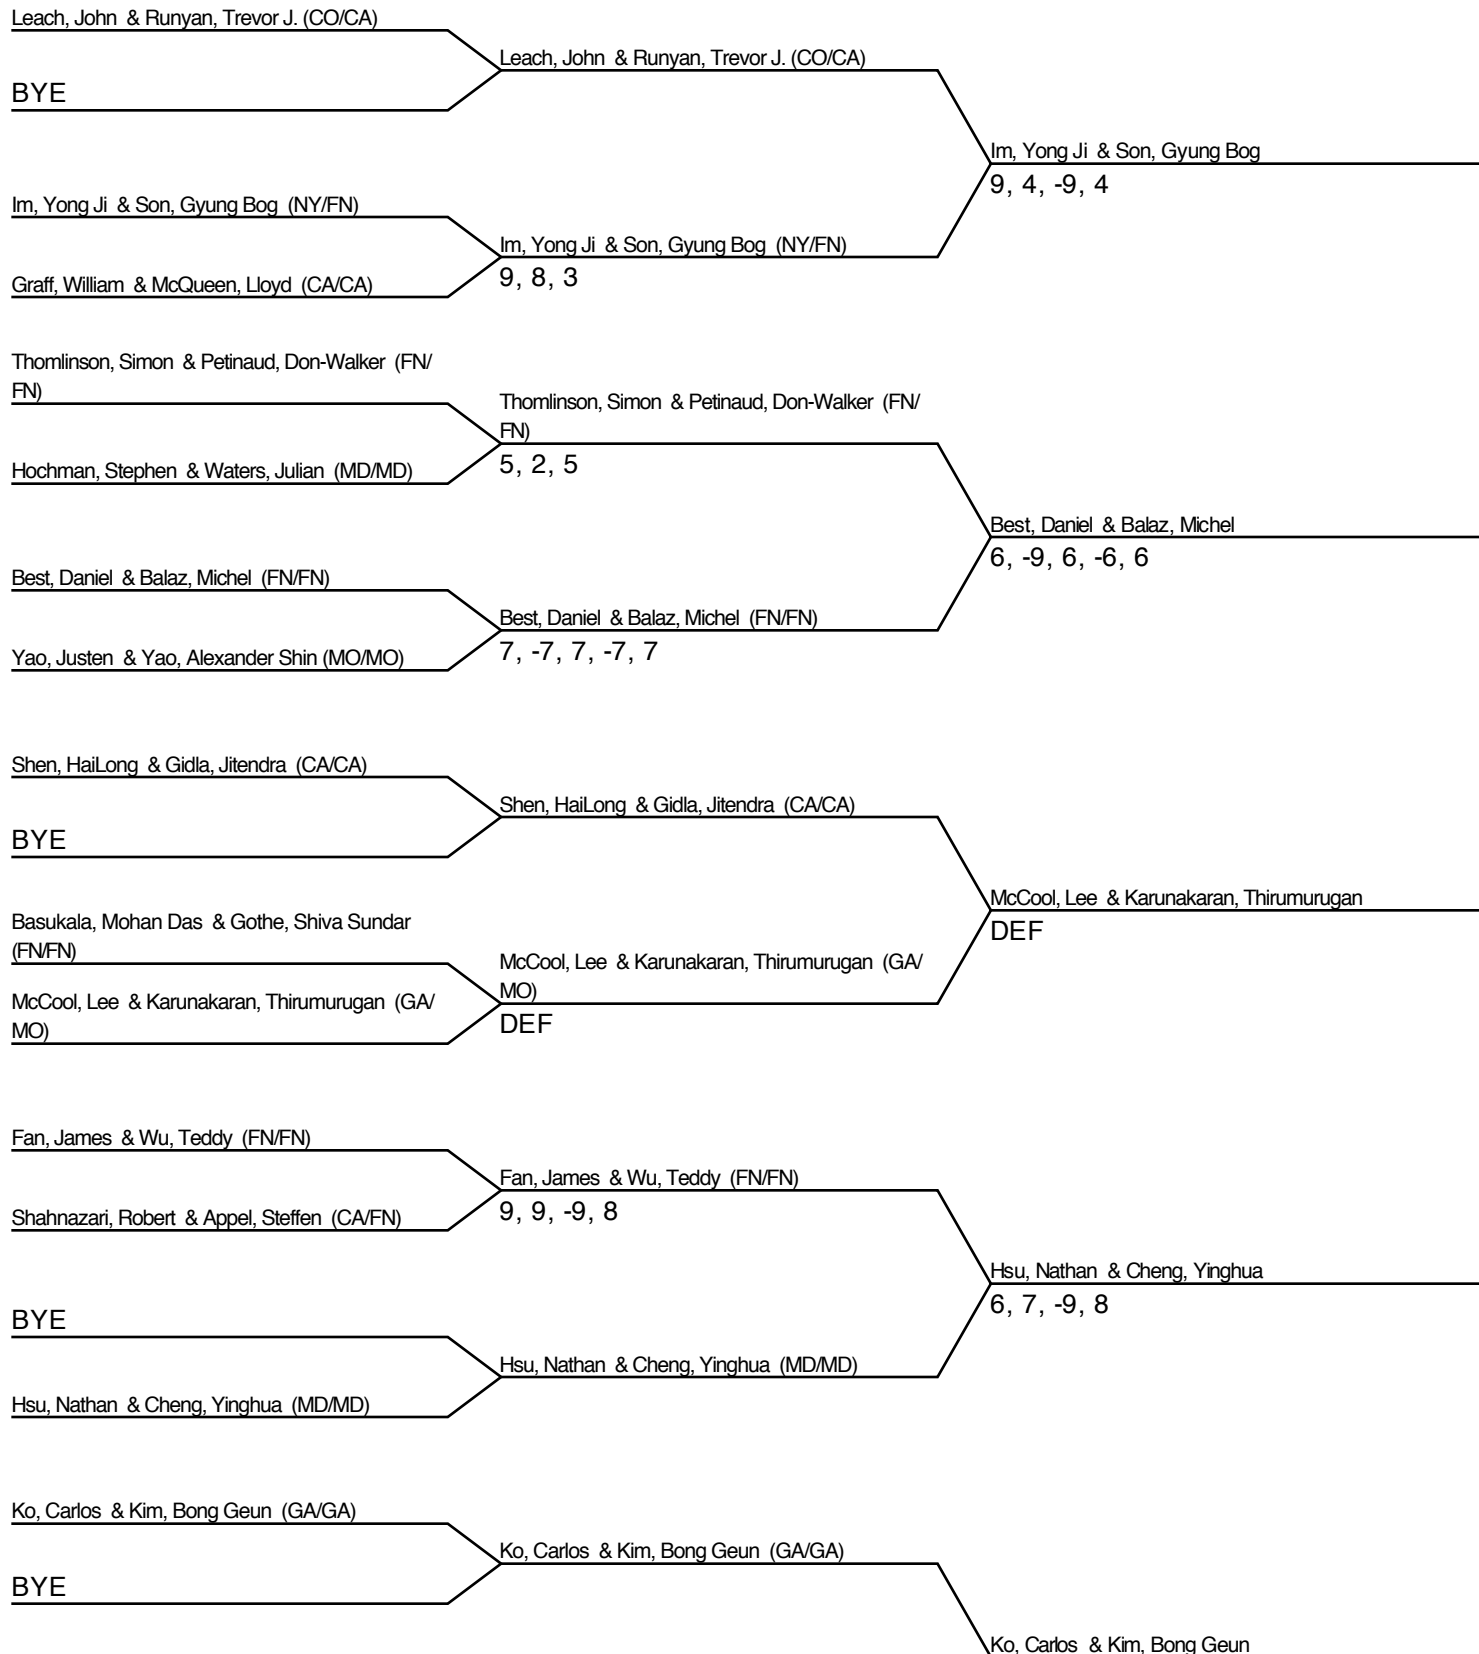 Leach, John & Runyan, Trevor J. (CO/CA)
BYE
Im, Yong Ji & Son, Gyung Bog (NY/FN)
Graff, William & McQueen, Lloyd (CA/CA)
Thomlinson, Simon & Petinaud, Don-Walker (FN/
FN)
Hochman, Stephen & Waters, Julian (MD/MD)
Best, Daniel & Balaz, Michel (FN/FN)
Yao, Justen & Yao, Alexander Shin (MO/MO)
Shen, HaiLong & Gidla, Jitendra (CA/CA)
BYE
Basukala, Mohan Das & Gothe, Shiva Sundar
(FN/FN)
McCool, Lee & Karunakaran, Thirumurugan (GA/
MO)
Fan, James & Wu, Teddy (FN/FN)
Shahnazari, Robert & Appel, Steffen (CA/FN)
BYE
Hsu, Nathan & Cheng, Yinghua (MD/MD)
Ko, Carlos & Kim, Bong Geun (GA/GA)
BYE
Leach, John & Runyan, Trevor J. (CO/CA)
Im, Yong Ji & Son, Gyung Bog (NY/FN)
9, 8, 3
Thomlinson, Simon & Petinaud, Don-Walker (FN/
FN)
5, 2, 5
Best, Daniel & Balaz, Michel (FN/FN)
7, -7, 7, -7, 7
Shen, HaiLong & Gidla, Jitendra (CA/CA)
McCool, Lee & Karunakaran, Thirumurugan (GA/
MO)
DEF
Fan, James & Wu, Teddy (FN/FN)
9, 9, -9, 8
Hsu, Nathan & Cheng, Yinghua (MD/MD)
Ko, Carlos & Kim, Bong Geun (GA/GA)
Im, Yong Ji & Son, Gyung Bog
9, 4, -9, 4
Best, Daniel & Balaz, Michel
6, -9, 6, -6, 6
McCool, Lee & Karunakaran, Thirumurugan
DEF
Hsu, Nathan & Cheng, Yinghua
6, 7, -9, 8
Ko, Carlos & Kim, Bong Geun